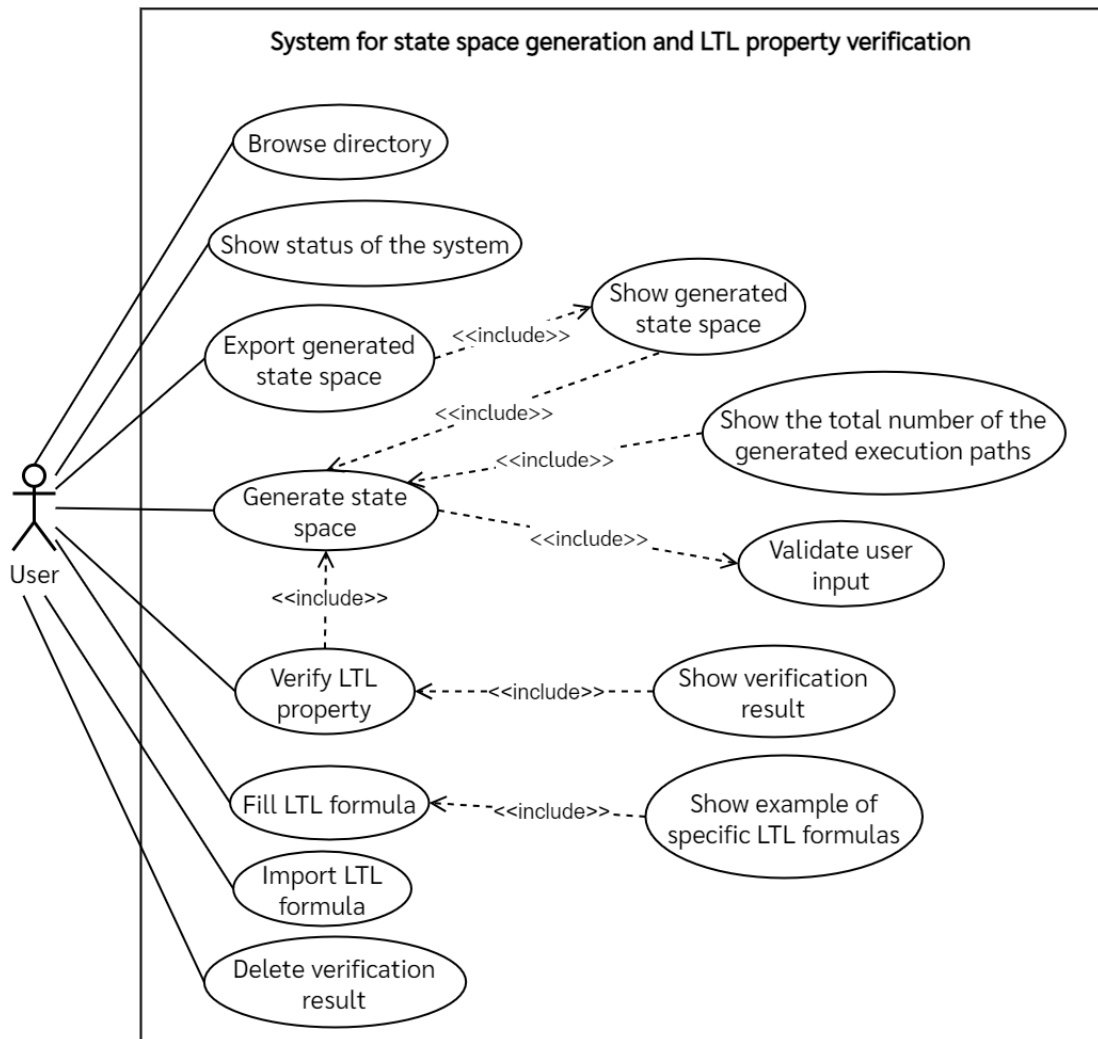 System for state space generation and LTL property verification
Browse directory
Show status of the system
Show generated
state space
<<include>>
Export generated
state space
<<include>>
Show the total number of the
generated execution paths
<<include>>
Generate state
space
<<include>>
Validate user
input
User
<<include>>
Verify LTL
property
<<include>>
Show verification
result
Fill LTL formula
<<include>>
Show example of
specific LTL formulas
Import LTL
formula
Delete verification
result